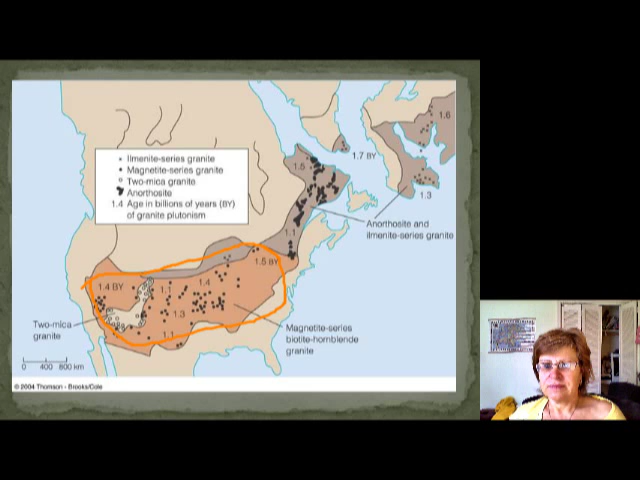 Ilmenite-series granite
Magnetite-series granite
Two-mica granite
Anorthosite
1.4 Age in billions of years (BY)
of granite plutonism
1.6
1.7 BY
1.5
1.3
Anorthosite and
ilmenite-series granite
1.1
1.5 BY
1.4 BY
1.1
1.4
1.3
1.1
Two-mica
granite
Magnetite-series
biotite-hornblende
granite
0 400 800 km
© 2004 Thomson - Brooks/Cole